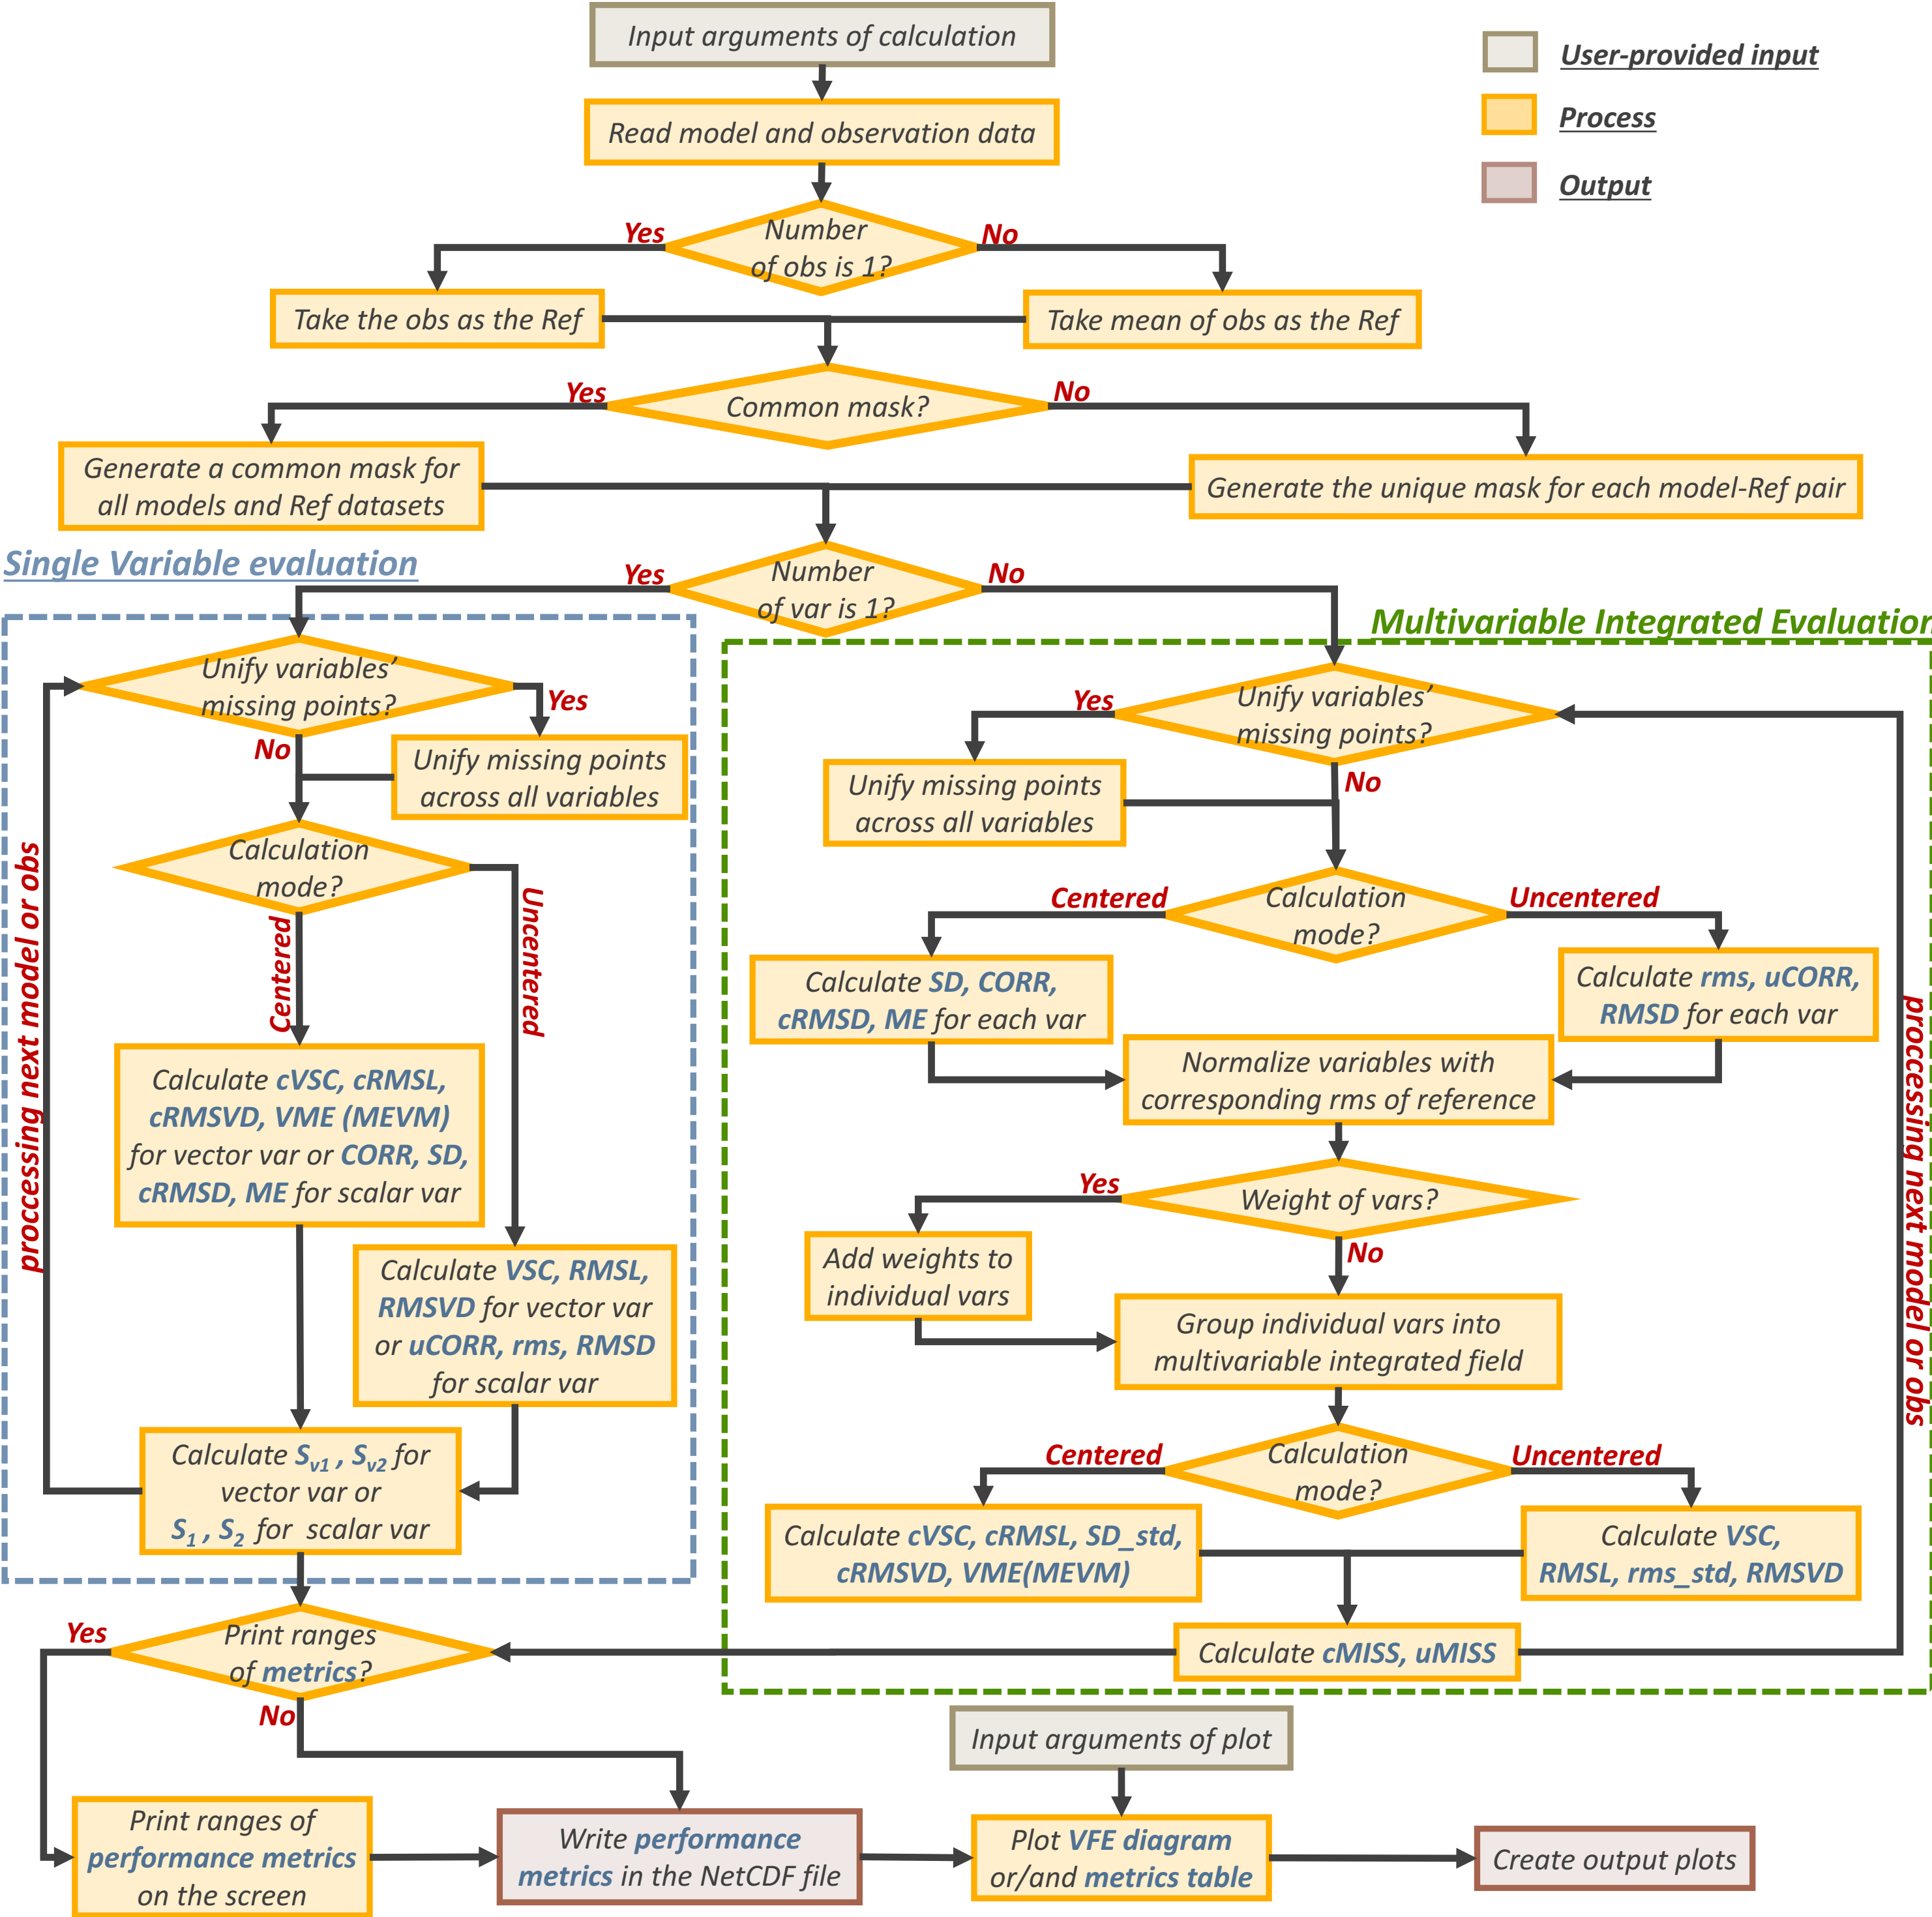 Input arguments of calculation
User-provided input
Process
Output
Read model and observation data
Number
of obs is 1?
Yes
No
Take the obs as the Ref
Take mean of obs as the Ref
Common mask?
Yes
No
Generate a common mask for
all models and Ref datasets
Generate the unique mask for each model-Ref pair
Number
of var is 1?
Yes
No
Single Variable evaluation
Unify variables'
missing points?
Yes
No
Unify missing points
across all variables
Calculation
mode?
Centered
Uncentered
Calculate cVSC, cRMSL,
cRMSVD, VME (MEVM)
for vector var or CORR, SD,
cRMSD, ME for scalar var
Calculate VSC, RMSL,
RMSVD for vector var
or uCORR, rms, RMSD
for scalar var
Calculate Sv1 , Sv2 for
vector var or
S1 , S2 for scalar var
proccessing next model or obs
Multivariable Integrated Evaluation
Unify variables'
missing points?
Yes
No
Unify missing points
across all variables
Calculation
mode?
Centered
Uncentered
Calculate SD, CORR,
cRMSD, ME for each var
Calculate rms, uCORR,
RMSD for each var
Normalize variables with
corresponding rms of reference
Weight of vars?
Yes
No
Add weights to
individual vars
Group individual vars into
multivariable integrated field
Calculation
mode?
Centered
Uncentered
Calculate cVSC, cRMSL, SD_std,
cRMSVD, VME(MEVM)
Calculate VSC,
RMSL, rms_std, RMSVD
Calculate cMISS, uMISS
proccessing next model or obs
Print ranges
of metrics?
Yes
No
Print ranges of
performance metrics
on the screen
Write performance
metrics in the NetCDF file
Input arguments of plot
Plot VFE diagram
or/and metrics table
Create output plots